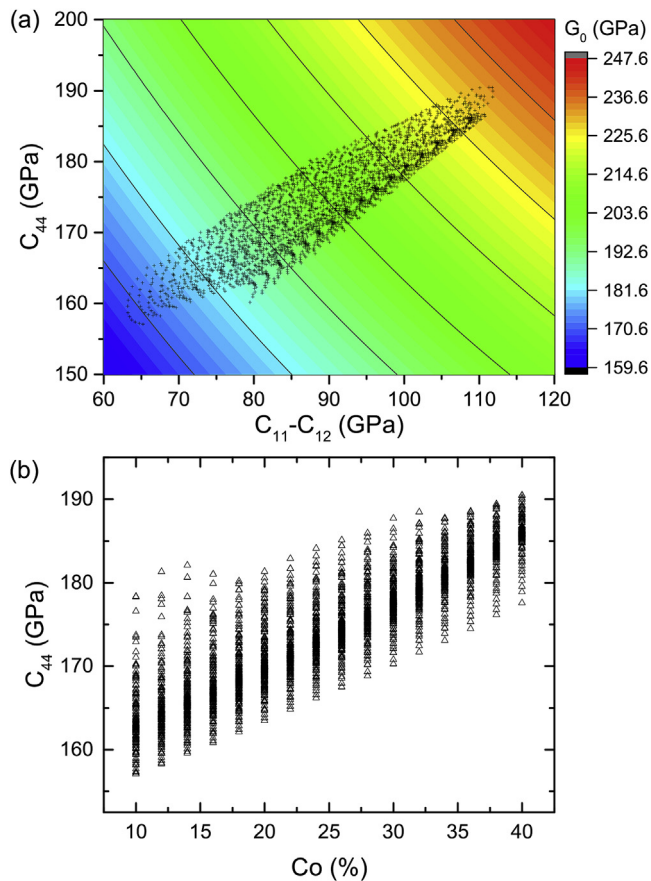 (a)
G₀ (GPa)
200
190
180
170
160
150
C₄₄ (GPa)
60 70 80 90 100 110 120
C₁₁-C₁₂ (GPa)
247.6
236.6
225.6
214.6
203.6
192.6
181.6
170.6
159.6
(b)
190
180
170
160
C₄₄ (GPa)
10 15 20 25 30 35 40
Co (%)